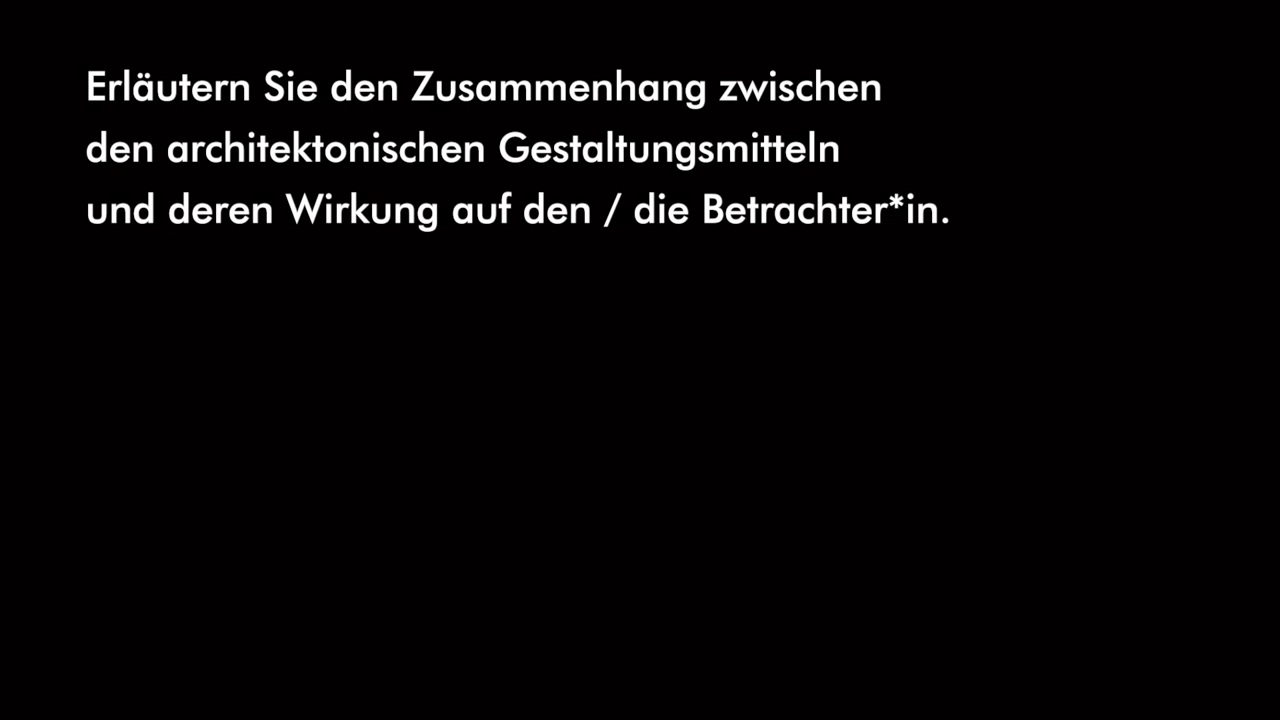 Erläutern Sie den Zusammenhang zwischen
den architektonischen Gestaltungsmitteln
und deren Wirkung auf den / die Betrachter*in.